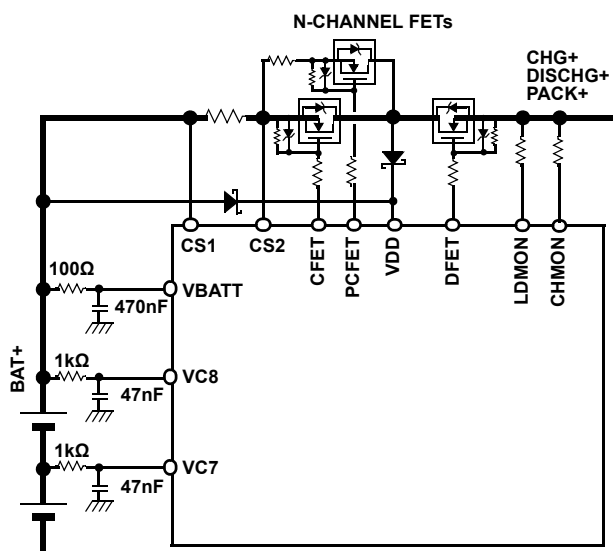 N-CHANNEL FETs
CHG+
DISCHG+
PACK+
CS1
CS2
CFET
PCFET
VDD
DFET
LDMON
CHMON
100Ω
VBATT
470nF
BAT+
1kΩ
VC8
47nF
1kΩ
VC7
47nF